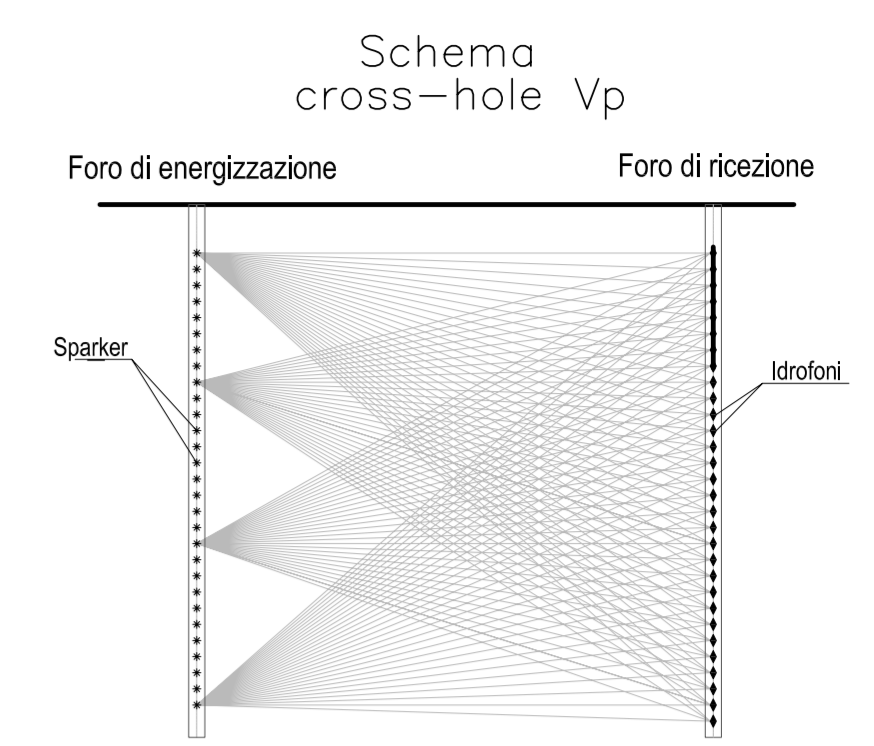 Schema
cross-hole Vp
Foro di energizzazione
Foro di ricezione
Sparker
Idrofoni